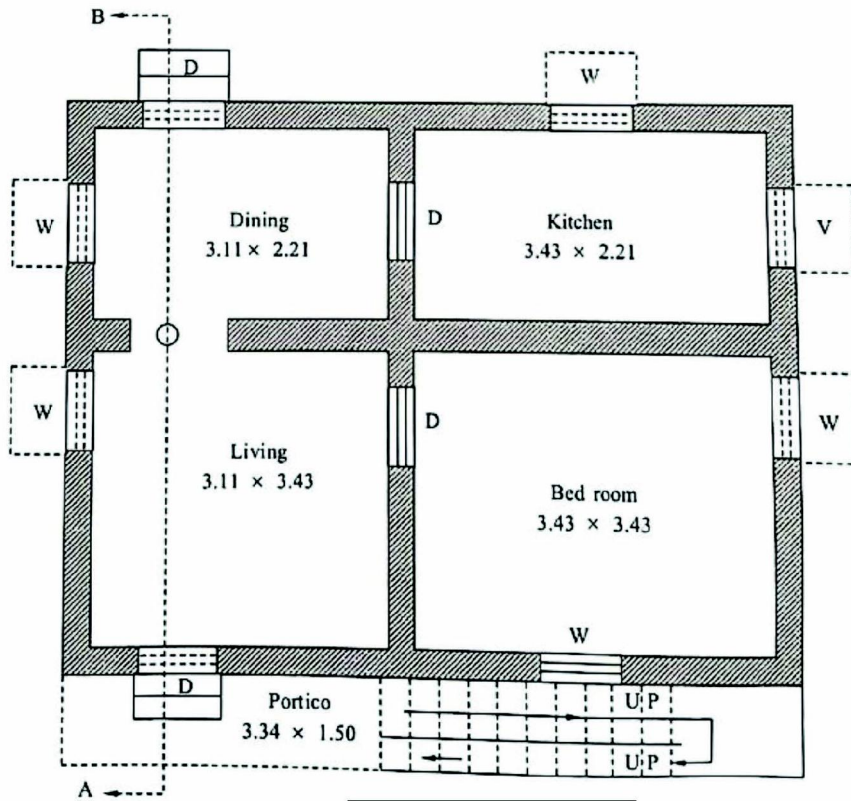 B
D
W
W
Dining
3.11 × 2.21
D
Kitchen
3.43 × 2.21
V
W
Living
3.11 × 3.43
D
W
Bed room
3.43 × 3.43
W
D
Portico
3.34 × 1.50
UP
UP
A